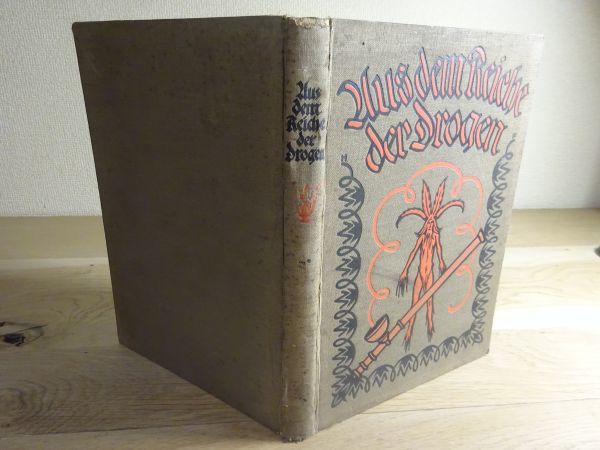 Aus dem Reiche
der Drogen
Aus
dem
Reiche
der
Drogen